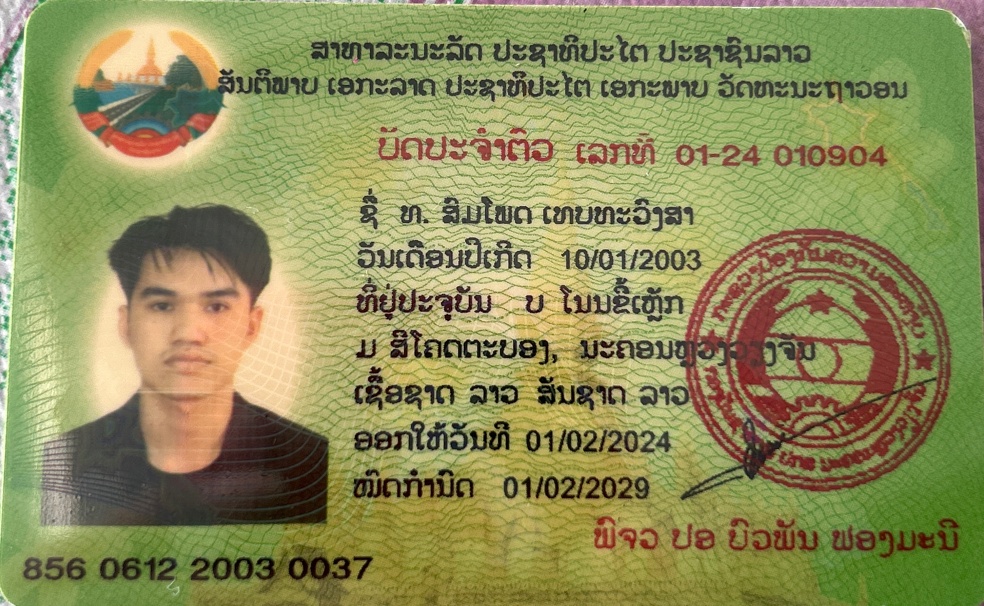 ສາທາລະນະລັດ ປະຊາທິປະໄຕ ປະຊາຊົນລາວ
ສັນຕິພາບ ເອກະລາດ ປະຊາທິປະໄຕ ເອກະພາບ ວັດທະນະຖາວອນ
ບັດປະຈຳຕົວ ເລກທີ 01-24 010904
ຊື່ ທ. ສົມໂພດ ເທບທະວົງສາ
ວັນເດືອນປີເກີດ 10/01/2003
ທີ່ຢູ່ປະຈຸບັນ ບ ໂນນຂີ້ເຫຼັກ
ມ ສີໂຄດຕະບອງ, ນະຄອນຫຼວງວຽງຈັນ
ເຊື້ອຊາດ ລາວ ສັນຊາດ ລາວ
ອອກໃຫ້ວັນທີ 01/02/2024
ໝົດກຳນົດ 01/02/2029
ພົຈວ ປອ ບົວພັນ ຟອງມະນີ
856 0612 2003 0037